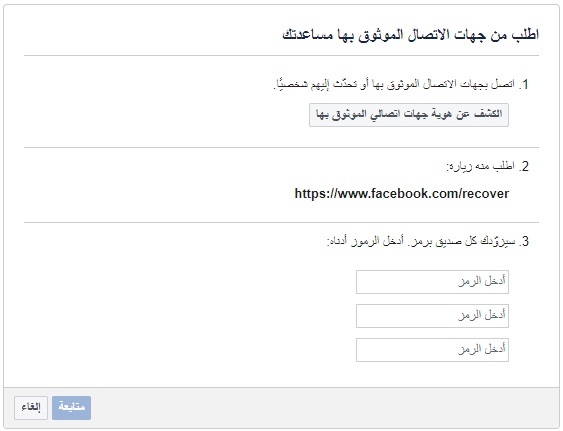 اطلب من جهات الاتصال الموثوق بها مساعدتك
1. اتصل بجهات الاتصال الموثوق بها أو تحدّث إليهم شخصيًا.
الكشف عن هوية جهات اتصالي الموثوق بها
2. اطلب منه زيارة:
https://www.facebook.com/recover
3. سيزوّدك كل صديق برمز. أدخل الرموز أدناه:
أدخل الرمز
أدخل الرمز
أدخل الرمز
متابعة
إلغاء